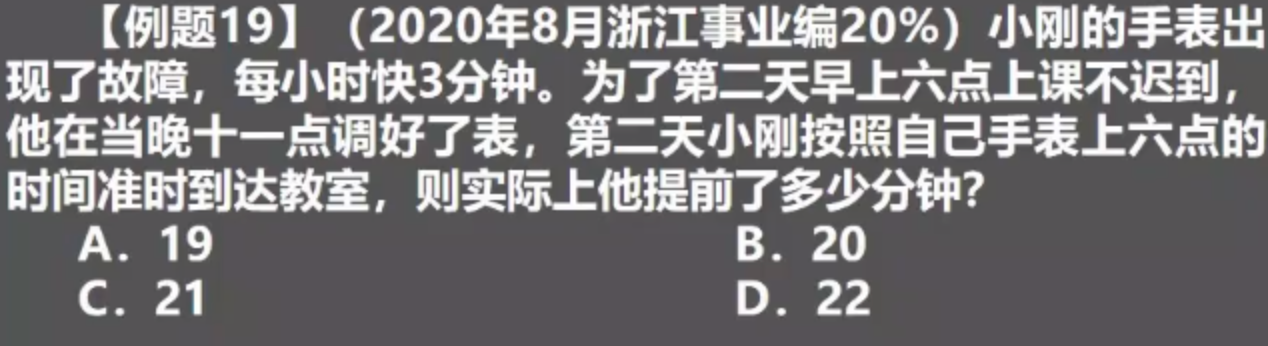 【例题19】（2020年8月浙江事业编20%）小刚的手表出
现了故障，每小时快3分钟。为了第二天早上六点上课不迟到，
他在当晚十一点调好了表，第二天小刚按照自己手表上六点的
时间准时到达教室，则实际上他提前了多少分钟？
A．19 B．20
C．21 D．22